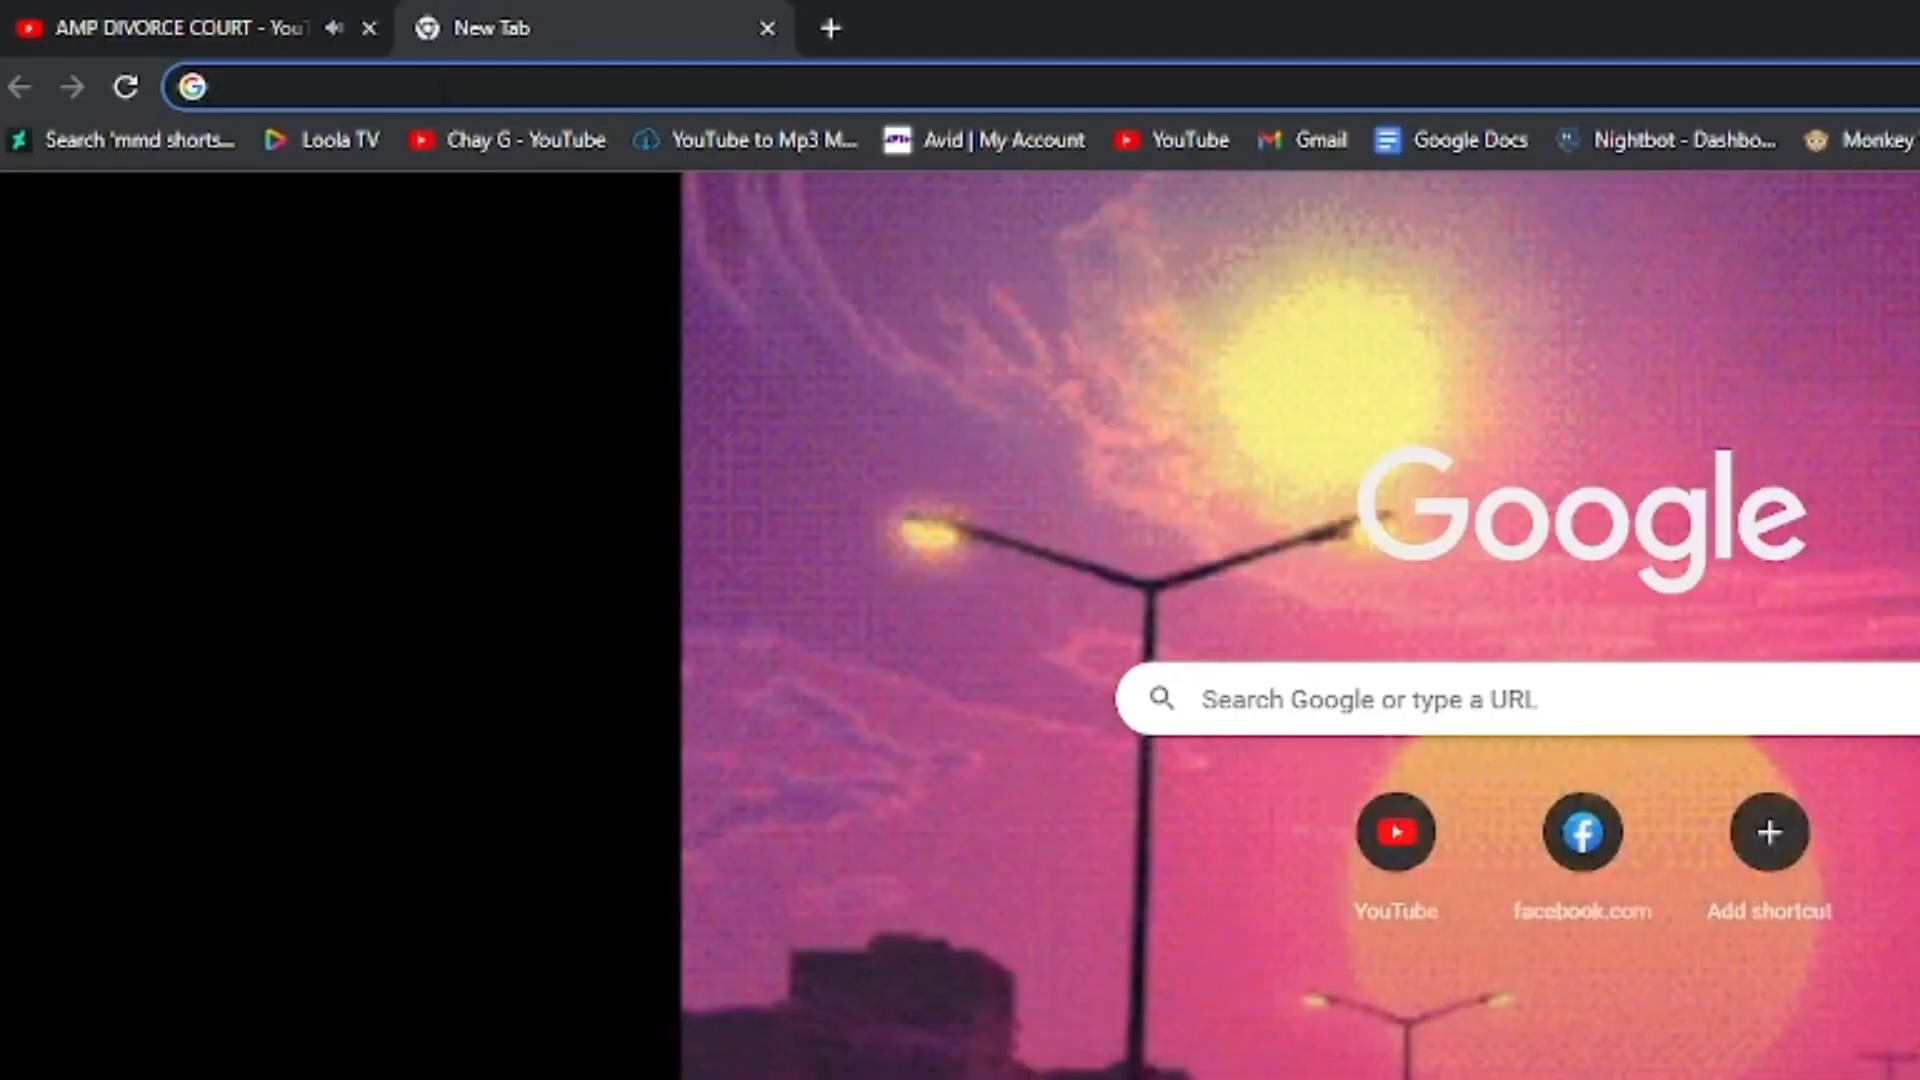 AMP DIVORCE COURT - You
New Tab
Search 'mmd shorts... Loola TV Chay G - YouTube YouTube to Mp3 M... Avid | My Account YouTube Gmail Google Docs Nightbot - Dashbo... Monkey
Google
Search Google or type a URL
YouTube facebook.com Add shortcut